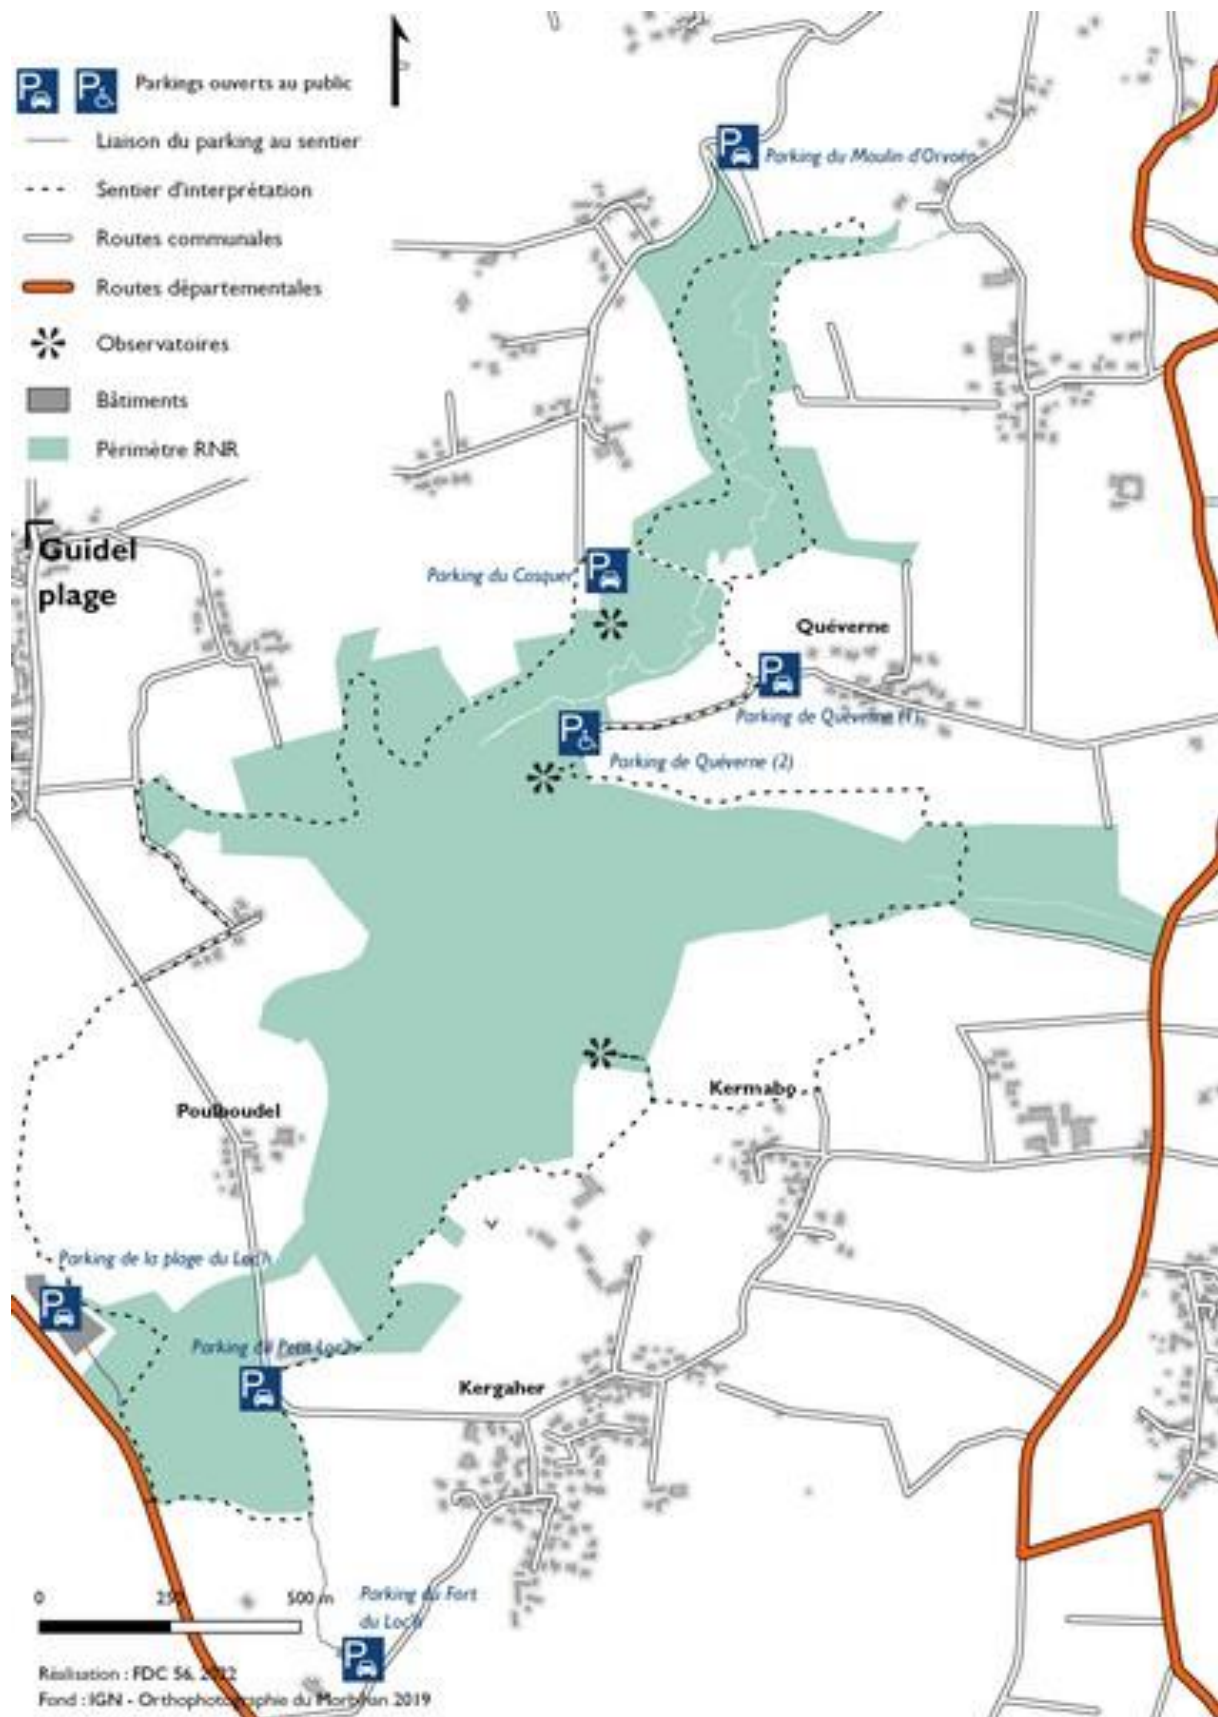 Parkings ouverts au public
Liaison du parking au sentier
Sentier d'interprétation
Routes communales
Routes départementales
Observatoires
Bâtiments
Périmètre RNR
Parking du Moulin d'Orvoën
Guidel
plage
Parking du Cosquer
Quéverne
Parking de Quéverne (1)
Parking de Quéverne (2)
Kermabo
Poulhoudel
Parking de la plage du Loc'h
Parking du Petit Loc'h
Kergaher
Parking du Fort
du Loc'h
0 250 500 m
Réalisation : FDC 56, 2022
Fond : IGN - Orthophotographie du Morbihan 2019